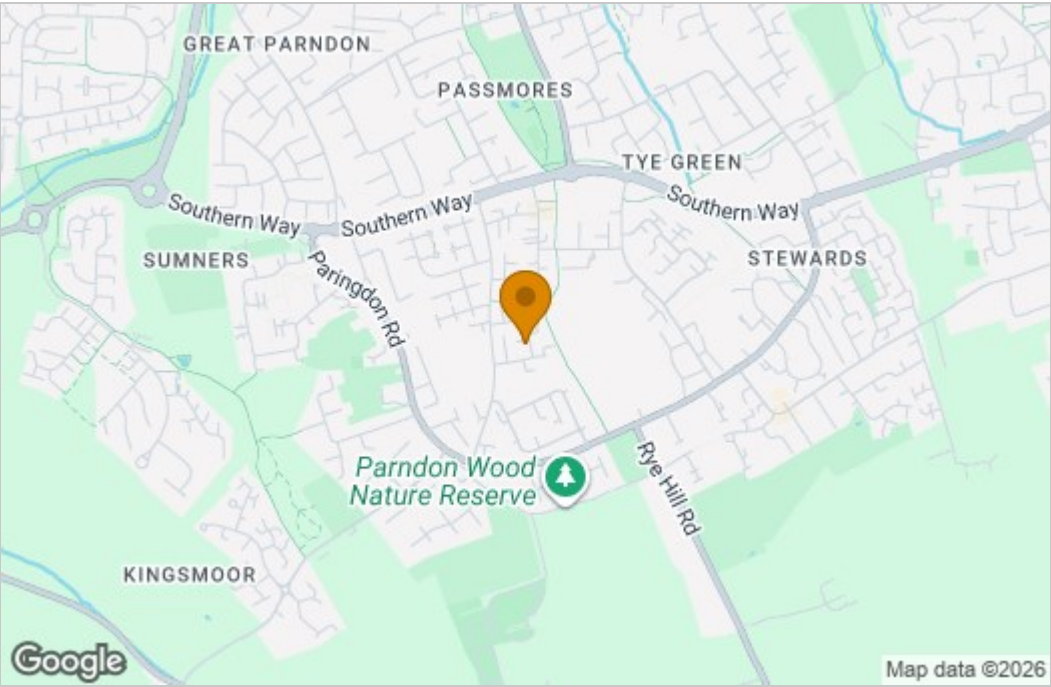 GREAT PARNDON
PASSMORES
TYE GREEN
Southern Way
Southern Way
Southern Way
SUMNERS
STEWARDS
Paringdon Rd
Parndon Wood
Nature Reserve
Rye Hill Rd
KINGSMOOR
Google
Map data ©2026